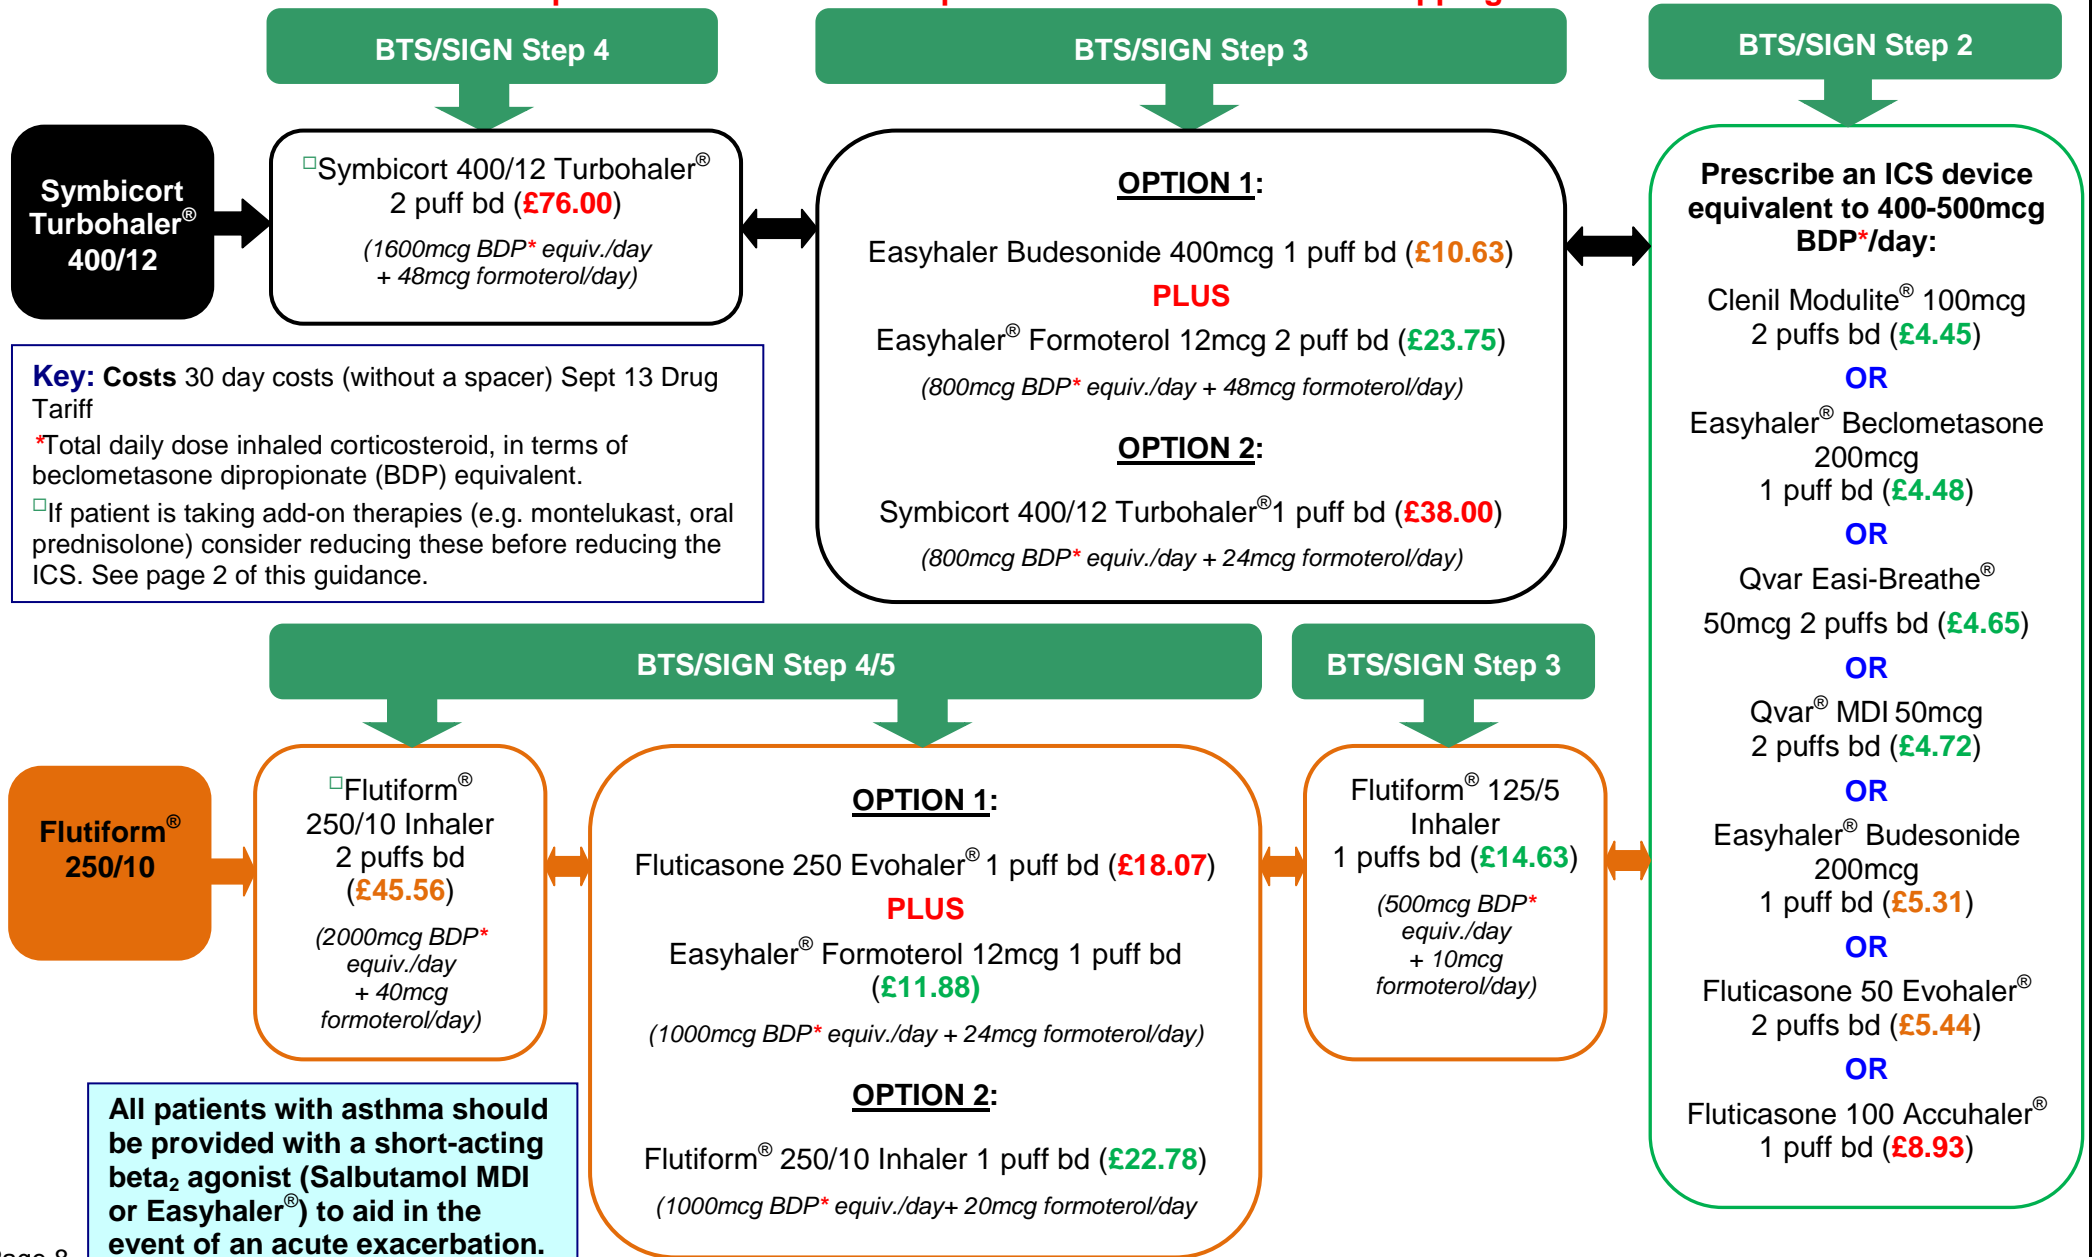 BTS/SIGN Step 4
BTS/SIGN Step 3
BTS/SIGN Step 2
Symbicort
Turbohaler®
400/12
□Symbicort 400/12 Turbohaler®
2 puff bd (£76.00)
(1600mcg BDP* equiv./day
+ 48mcg formoterol/day)
OPTION 1:
Easyhaler Budesonide 400mcg 1 puff bd (£10.63)
PLUS
Easyhaler® Formoterol 12mcg 2 puff bd (£23.75)
(800mcg BDP* equiv./day + 48mcg formoterol/day)
OPTION 2:
Symbicort 400/12 Turbohaler®1 puff bd (£38.00)
(800mcg BDP* equiv./day + 24mcg formoterol/day)
Prescribe an ICS device
equivalent to 400-500mcg
BDP*/day:
Clenil Modulite® 100mcg
2 puffs bd (£4.45)
OR
Easyhaler® Beclometasone
200mcg
1 puff bd (£4.48)
OR
Qvar Easi-Breathe®
50mcg 2 puffs bd (£4.65)
OR
Qvar® MDI 50mcg
2 puffs bd (£4.72)
OR
Easyhaler® Budesonide
200mcg
1 puff bd (£5.31)
OR
Fluticasone 50 Evohaler®
2 puffs bd (£5.44)
OR
Fluticasone 100 Accuhaler®
1 puff bd (£8.93)
Key: Costs 30 day costs (without a spacer) Sept 13 Drug
Tariff
*Total daily dose inhaled corticosteroid, in terms of
beclometasone dipropionate (BDP) equivalent.
□If patient is taking add-on therapies (e.g. montelukast, oral
prednisolone) consider reducing these before reducing the
ICS. See page 2 of this guidance.
BTS/SIGN Step 4/5
BTS/SIGN Step 3
Flutiform®
250/10
□Flutiform®
250/10 Inhaler
2 puffs bd
(£45.56)
(2000mcg BDP*
equiv./day
+ 40mcg
formoterol/day)
OPTION 1:
Fluticasone 250 Evohaler® 1 puff bd (£18.07)
PLUS
Easyhaler® Formoterol 12mcg 1 puff bd
(£11.88)
(1000mcg BDP* equiv./day + 24mcg formoterol/day)
OPTION 2:
Flutiform® 250/10 Inhaler 1 puff bd (£22.78)
(1000mcg BDP* equiv./day+ 20mcg formoterol/day
Flutiform® 125/5
Inhaler
1 puffs bd (£14.63)
(500mcg BDP*
equiv./day
+ 10mcg
formoterol/day)
All patients with asthma should
be provided with a short-acting
beta₂ agonist (Salbutamol MDI
or Easyhaler®) to aid in the
event of an acute exacerbation.